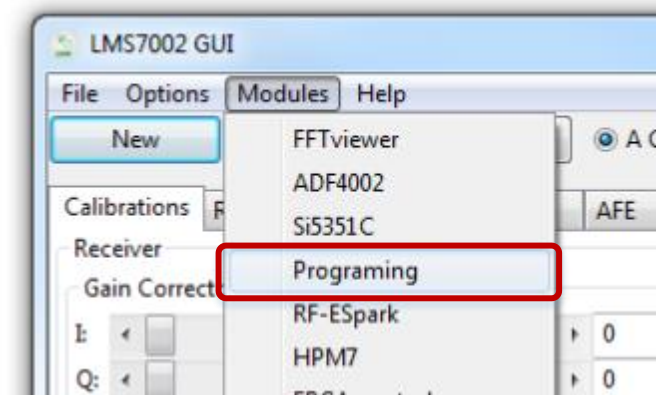 LMS7002 GUI
File Options Modules Help
New
FFTviewer
ADF4002
Si5351C
Programing
RF-ESpark
HPM7
A
Calibrations
AFE
Receiver
Gain
I:
0
Q:
0